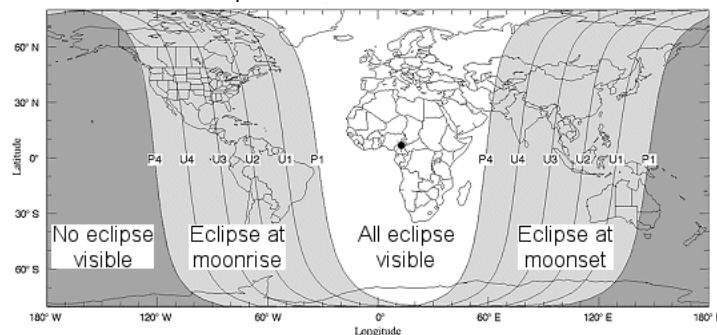 60° N
30° N
Latitude
0°
P4 U4 U3 U2 U1 P1 P4 U4 U3 U2 U1 P1
30° S
No eclipse visible
Eclipse at moonrise
All eclipse visible
Eclipse at moonset
60° S
180° W 120° W 60° W 0° 60° E 120° E 180° E
Longitude